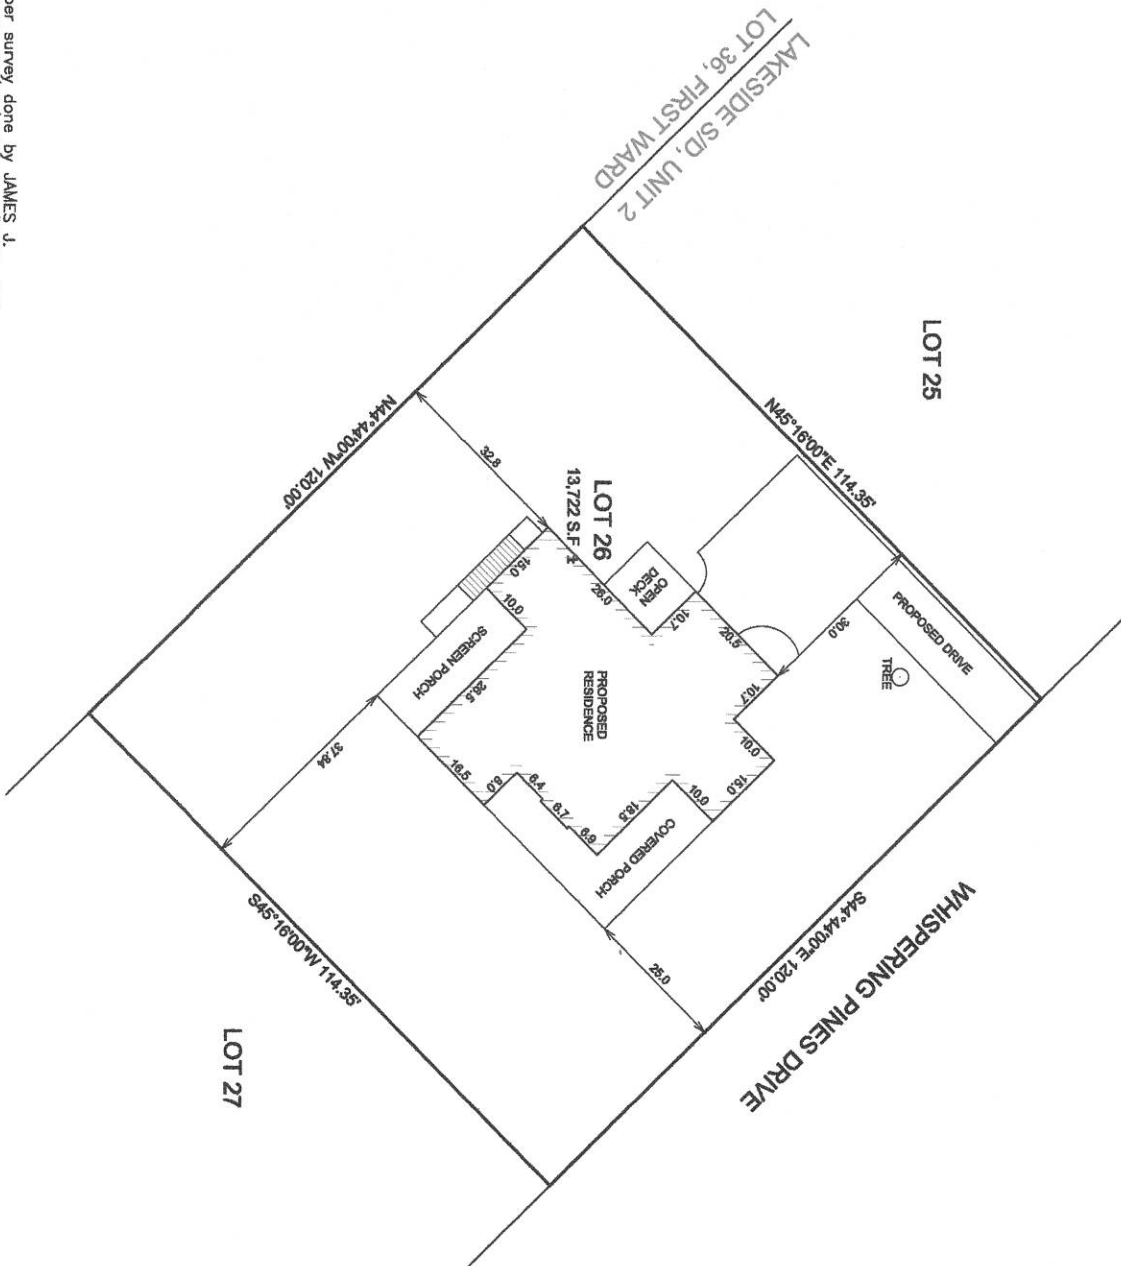 per survey done by JAMES J.
LAKESIDE S/D, UNIT 2
LOT 36, FIRST WARD
LOT 25
N45°16'00"E 114.35'
N44°44'00"W 120.00'
32.8
LOT 26
13,722 S.F ±
OPEN
DECK
PROPOSED DRIVE
TREE
30.0
15.0
10.0
26.0
10.7
20.5
10.7
10.0
15.0
10.0
18.5
6.9
6.7
6.4
8.0
16.5
26.5
SCREEN PORCH
PROPOSED
RESIDENCE
COVERED PORCH
37.84
25.0
S44°44'00"E 120.00'
WHISPERING PINES DRIVE
S45°16'00"W 114.35'
LOT 27